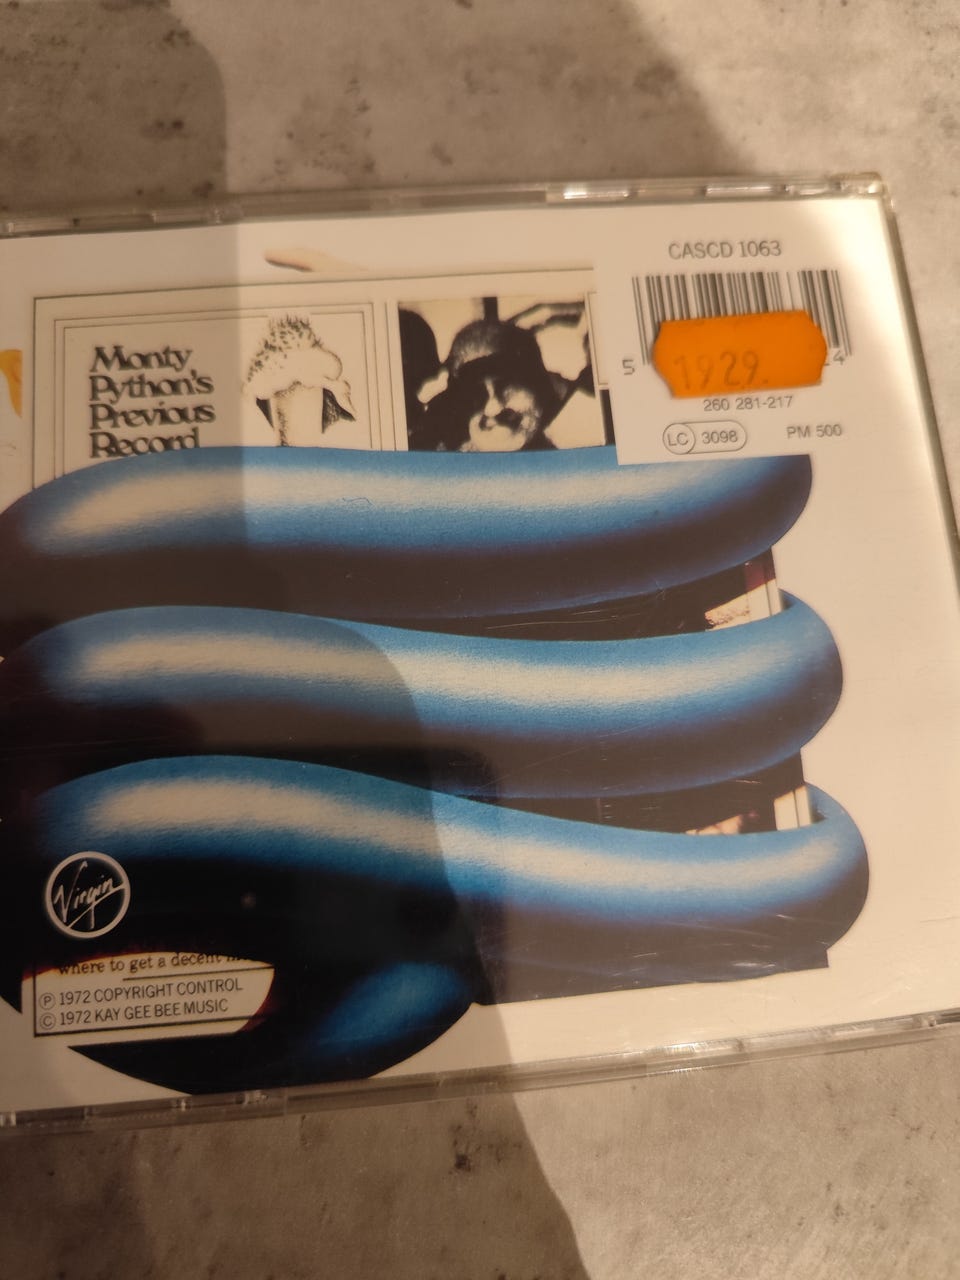 CASCD 1063
5
4
1929.
260 281-217
LC 3098
PM 500
Monty
Python's
Previous
Record
Virgin
where to get a decent
Ⓟ 1972 COPYRIGHT CONTROL
© 1972 KAY GEE BEE MUSIC